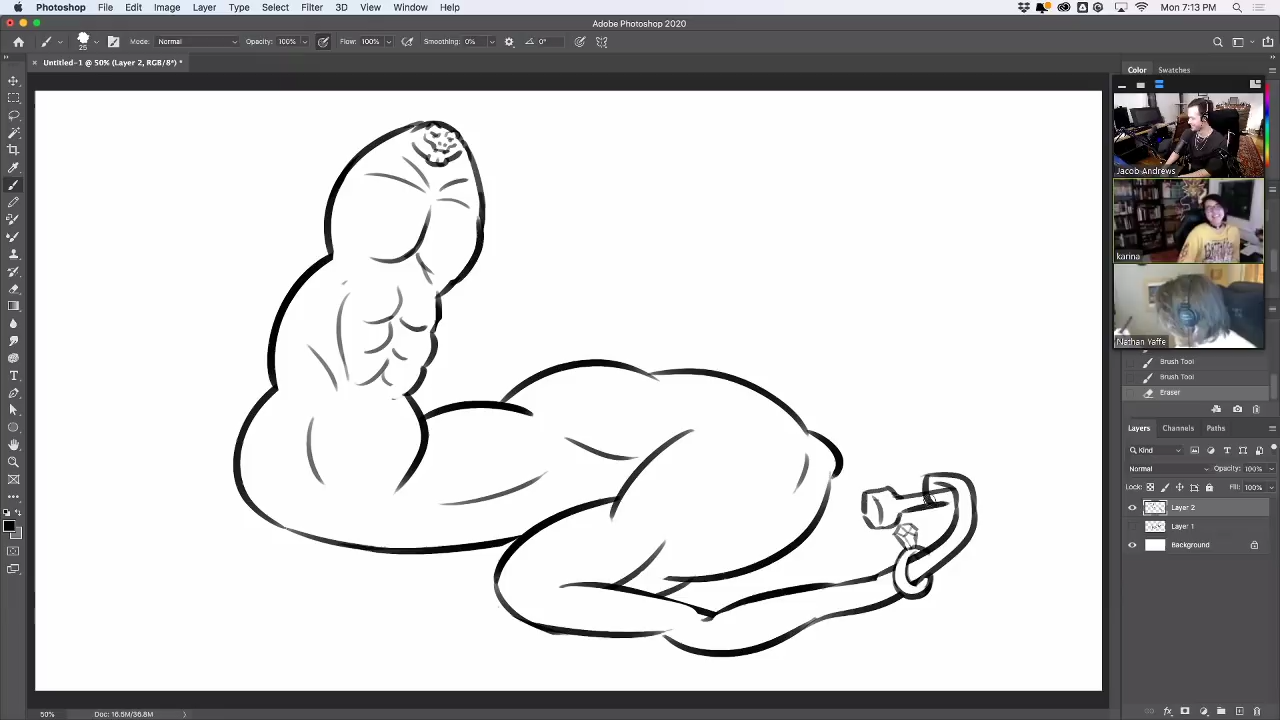 Photoshop File Edit Image Layer Type Select Filter 3D View Window Help Mon 7:13 PM
Adobe Photoshop 2020
25 Mode: Normal Opacity: 100% Flow: 100% Smoothing: 0% 0°
Untitled-1 @ 50% (Layer 2, RGB/8*) *
Color Swatches
Jacob Andrews
karina
Nathan Yaffe
Brush Tool
Brush Tool
Eraser
Layers Channels Paths
Kind
Normal Opacity: 100%
Lock: Fill: 100%
Layer 2
Layer 1
Background
50% Doc: 16.5M/36.8M